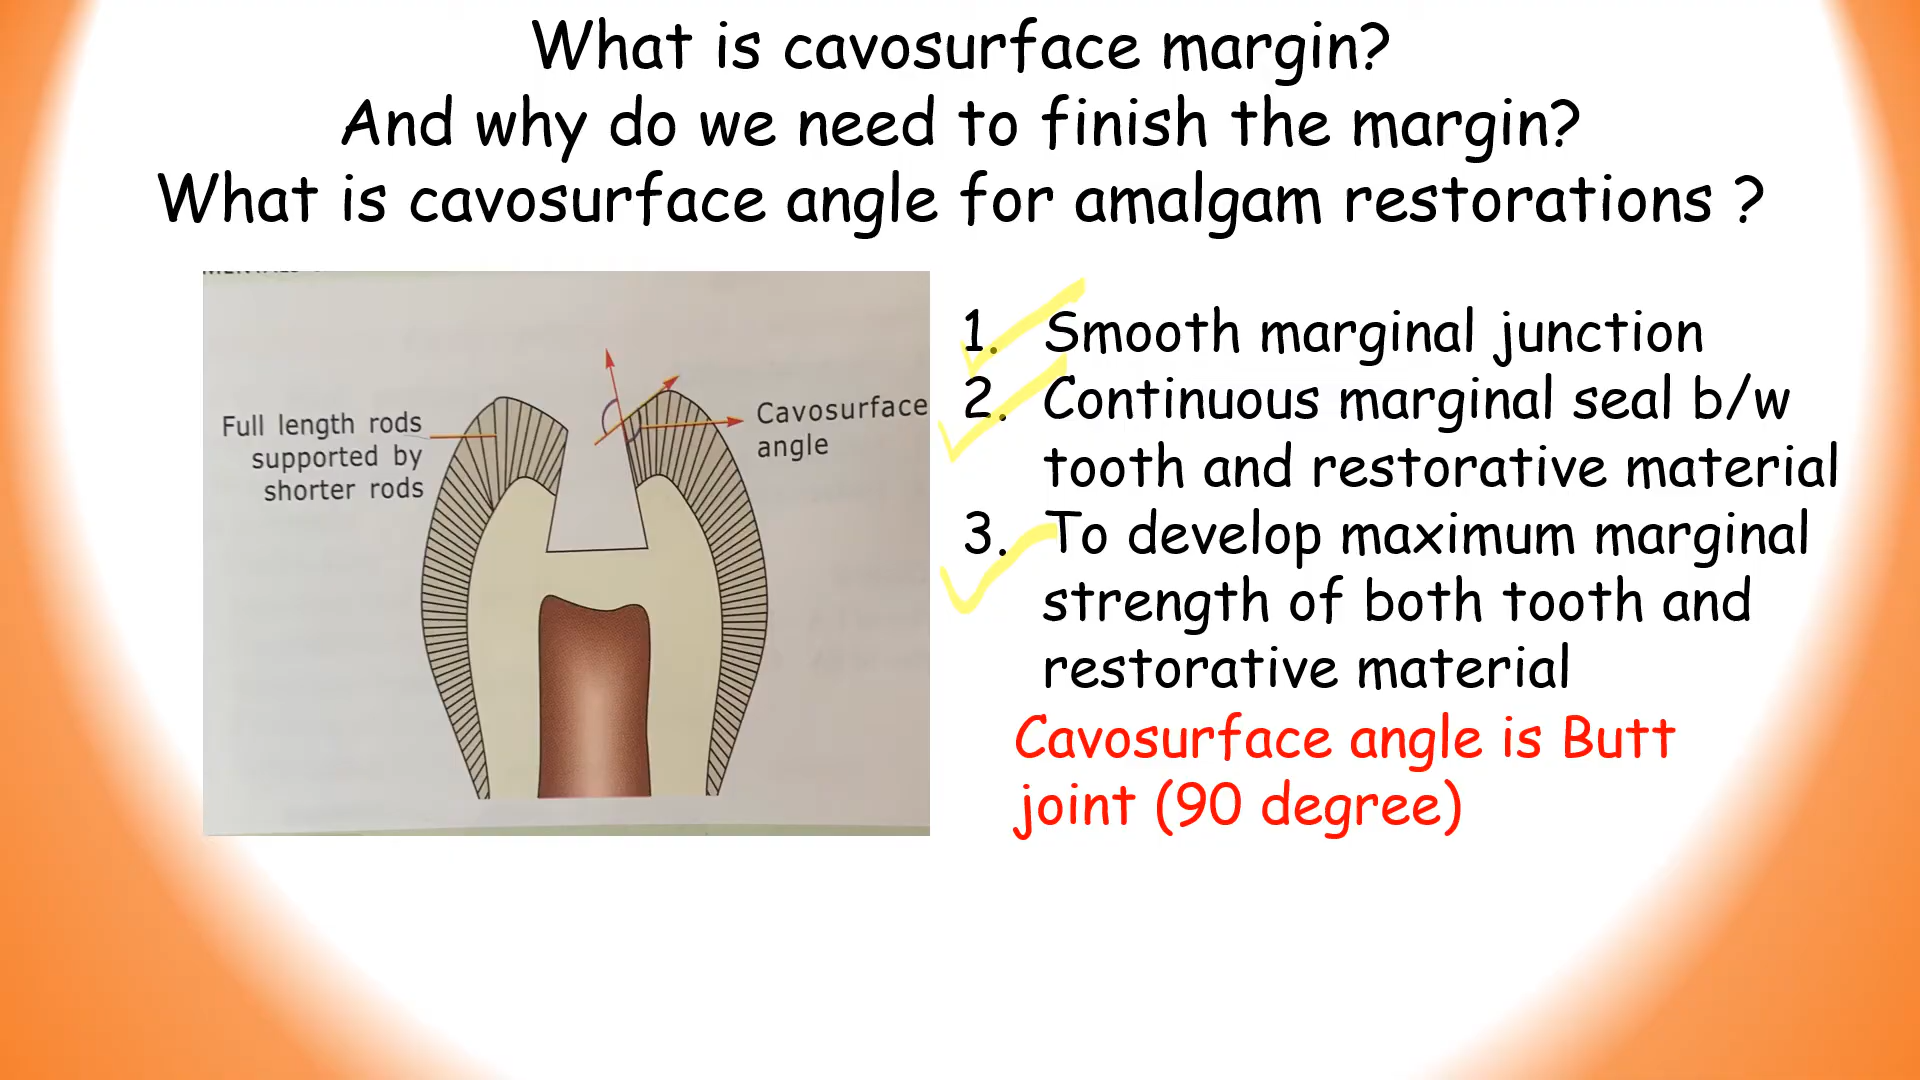 What is cavosurface margin?
And why do we need to finish the margin?
What is cavosurface angle for amalgam restorations ?
Full length rods
supported by
shorter rods
Cavosurface
angle
1. Smooth marginal junction
2. Continuous marginal seal b/w
tooth and restorative material
3. To develop maximum marginal
strength of both tooth and
restorative material
Cavosurface angle is Butt
joint (90 degree)